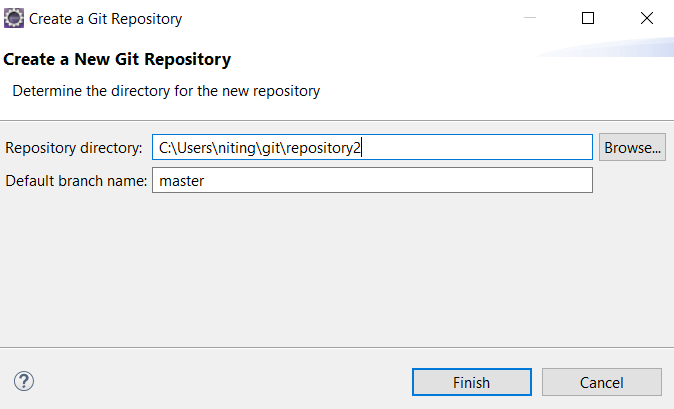 Create a Git Repository
Create a New Git Repository
Determine the directory for the new repository
Repository directory: C:\Users\niting\git\repository2 Browse...
Default branch name: master
? Finish Cancel